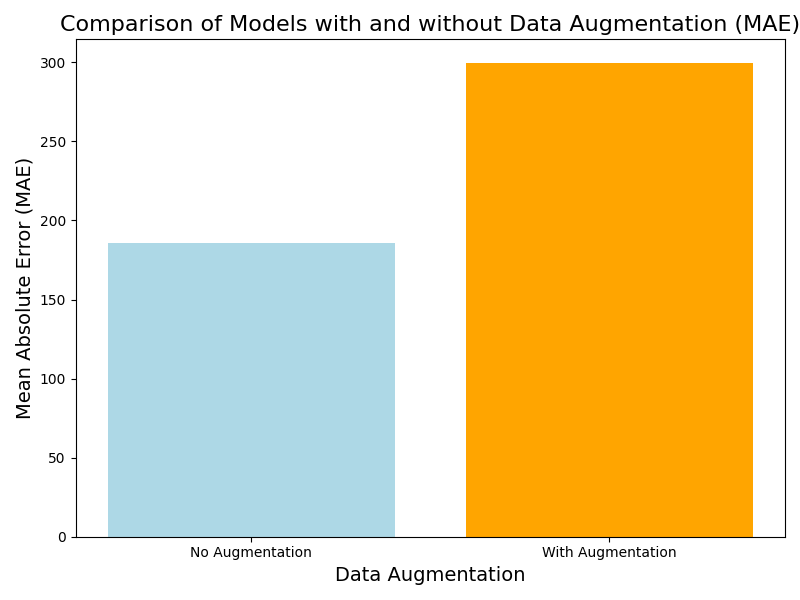 Comparison of Models with and without Data Augmentation (MAE)
Mean Absolute Error (MAE)
300
250
200
150
100
50
0
No Augmentation
With Augmentation
Data Augmentation